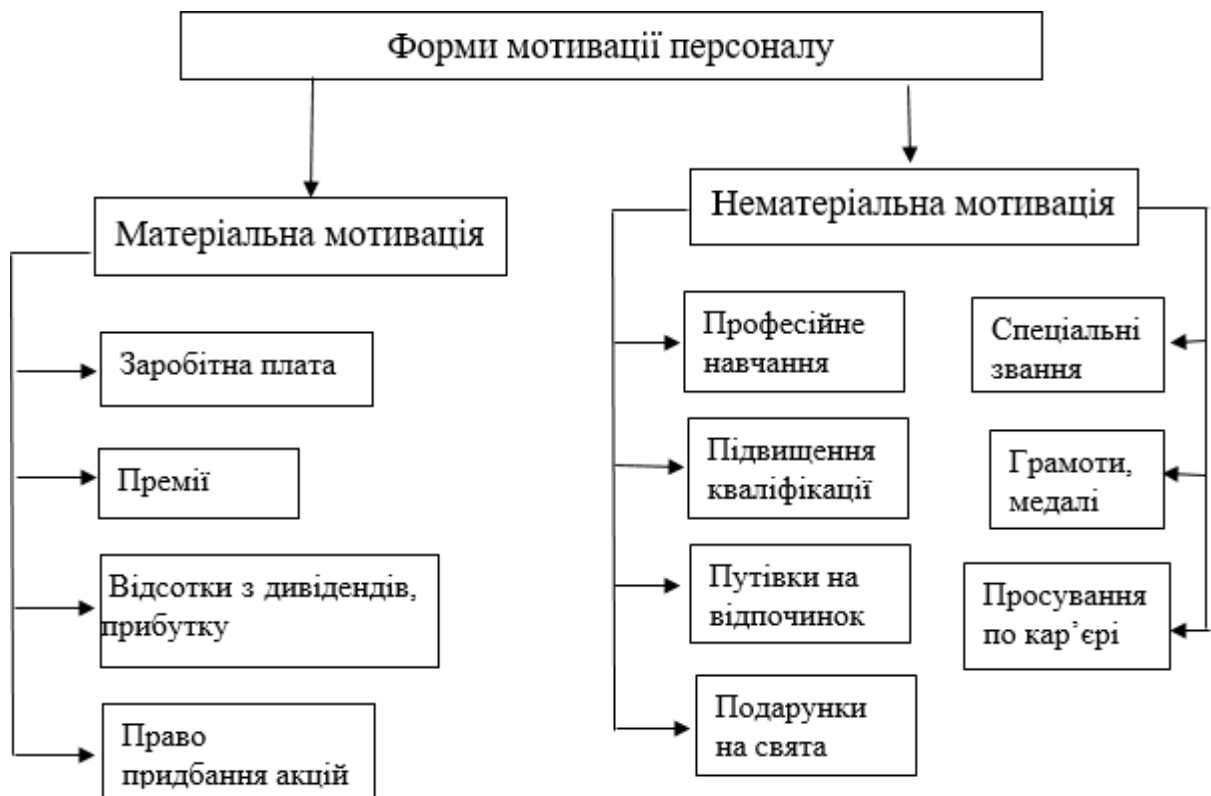 Форми мотивації персоналу
Матеріальна мотивація
Заробітна плата
Премії
Відсотки з дивідендів,
прибутку
Право
придбання акцій
Нематеріальна мотивація
Професійне
навчання
Підвищення
кваліфікації
Путівки на
відпочинок
Подарунки
на свята
Спеціальні
звання
Грамоти,
медалі
Просування
по кар’єрі